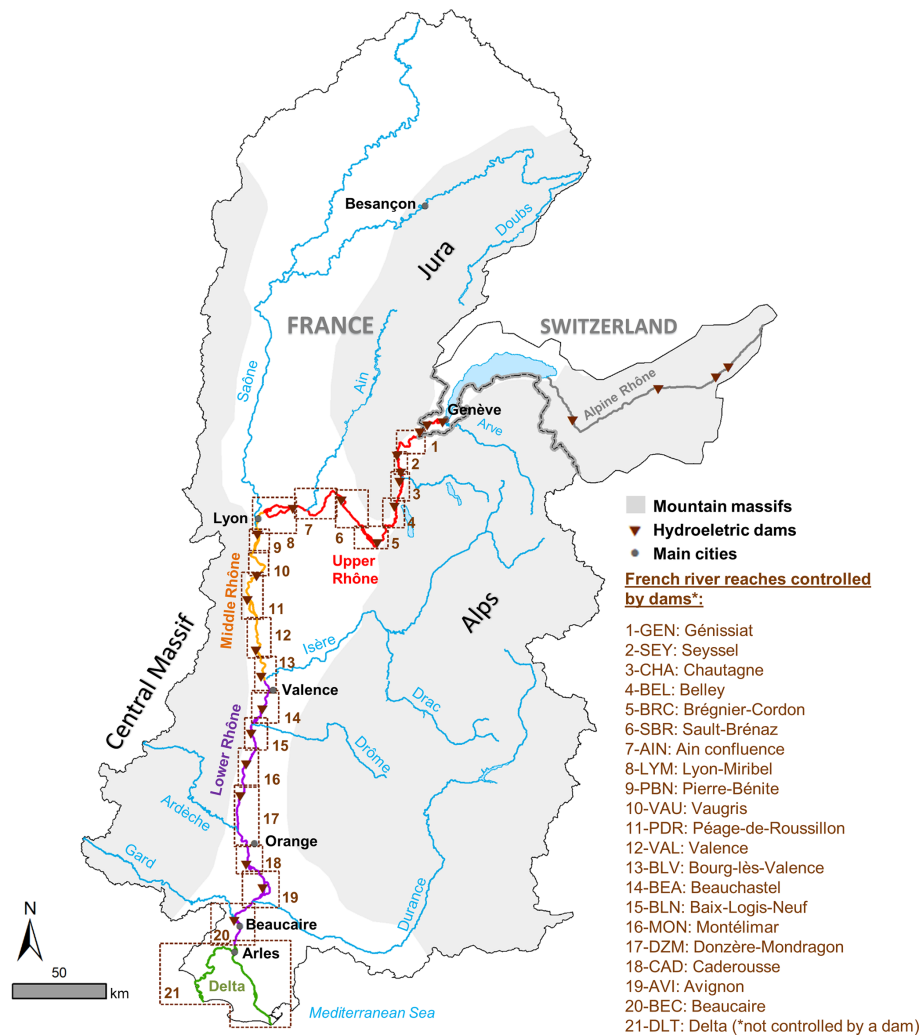 Besançon
Doubs
Jura
FRANCE
SWITZERLAND
Saône
Ain
Alpine Rhône
Genève
Arve
1
2
3
4
5
6
7
8
Lyon
9
10
11
12
13
Upper
Rhône
Middle Rhône
Central Massif
Alps
Isère
Valence
14
Drac
Lower Rhône
15
Drôme
16
Ardèche
17
Orange
Gard
18
19
Durance
Beaucaire
20
Arles
21
Delta
Mediterranean Sea
N
50
km
Mountain massifs
Hydroeletric dams
Main cities
French river reaches controlled
by dams*:
1-GEN: Génissiat
2-SEY: Seyssel
3-CHA: Chautagne
4-BEL: Belley
5-BRC: Brégnier-Cordon
6-SBR: Sault-Brénaz
7-AIN: Ain confluence
8-LYM: Lyon-Miribel
9-PBN: Pierre-Bénite
10-VAU: Vaugris
11-PDR: Péage-de-Roussillon
12-VAL: Valence
13-BLV: Bourg-lès-Valence
14-BEA: Beauchastel
15-BLN: Baix-Logis-Neuf
16-MON: Montélimar
17-DZM: Donzère-Mondragon
18-CAD: Caderousse
19-AVI: Avignon
20-BEC: Beaucaire
21-DLT: Delta (*not controlled by a dam)